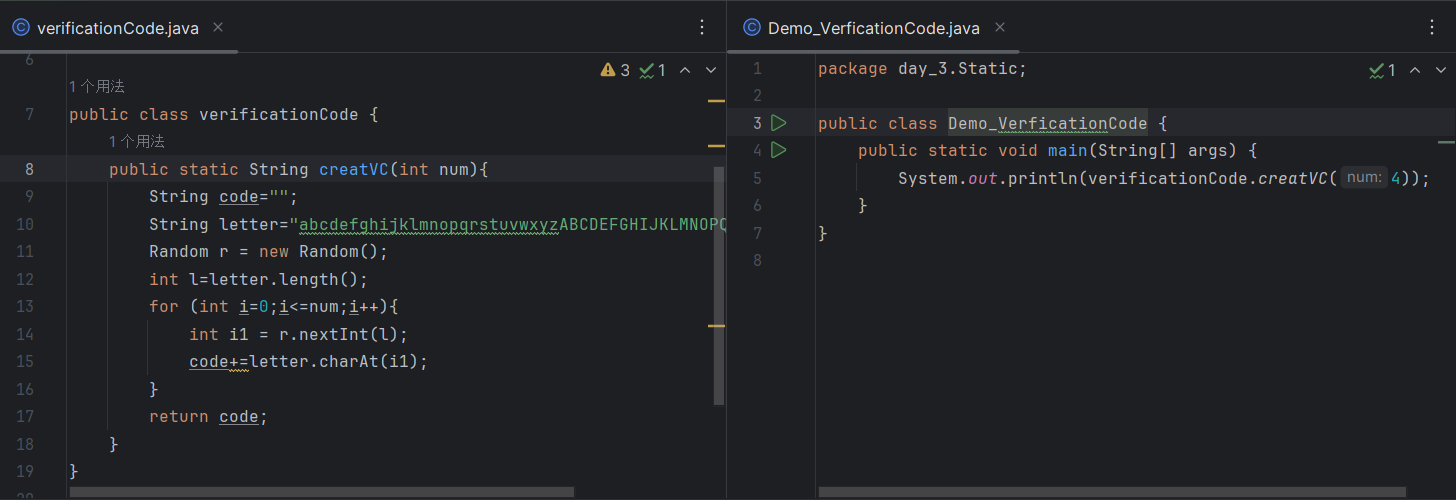 verificationCode.java
6
3 1
1 个用法
7 public class verificationCode {
1 个用法
8 public static String creatVC(int num){
9 String code="";
10 String letter="abcdefghijklmnopqrstuvwxyzABCDEFGHIJKLMNOPQ
11 Random r = new Random();
12 int l=letter.length();
13 for (int i=0;i<=num;i++){
14 int i1 = r.nextInt(l);
15 code+=letter.charAt(i1);
16 }
17 return code;
18 }
19 }
Demo_VerficationCode.java
1 package day_3.Static;
1
2
3 public class Demo_VerficationCode {
4 public static void main(String[] args) {
5 System.out.println(verificationCode.creatVC( num: 4));
6 }
7 }
8